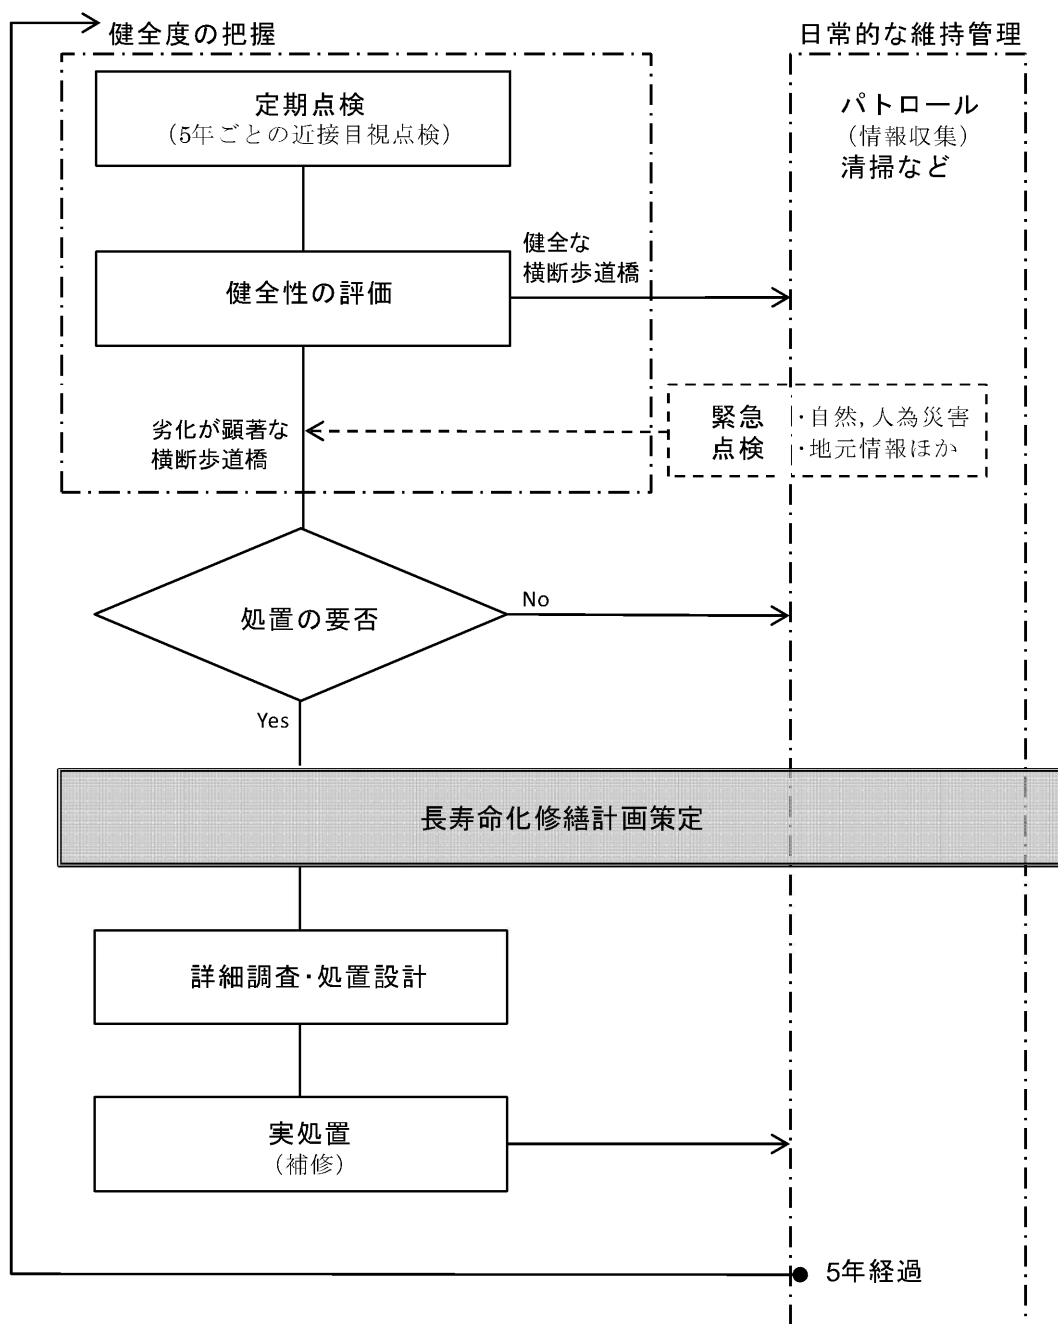 健全度の把握
日常的な維持管理
定期点検
（5年ごとの近接目視点検）
パトロール
（情報収集）
清掃など
健全な
横断歩道橋
健全性の評価
劣化が顕著な
横断歩道橋
緊急
点検
・自然，人為災害
・地元情報ほか
処置の要否
No
Yes
長寿命化修繕計画策定
詳細調査・処置設計
実処置
（補修）
5年経過